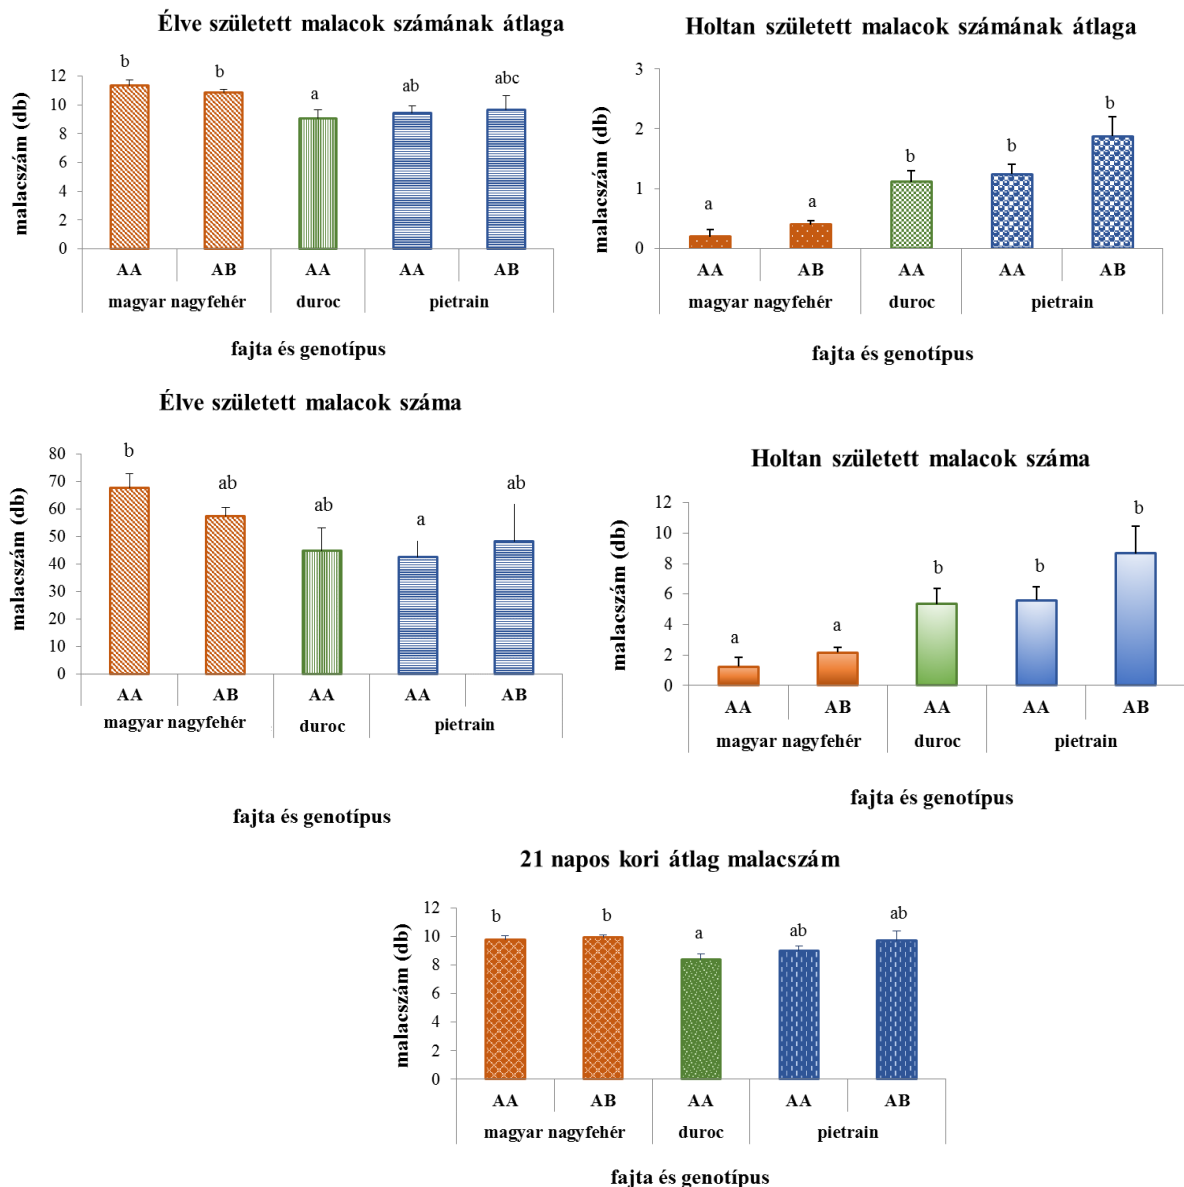 Élve született malacok számának átlaga
malacszám (db)
12
10
8
6
4
2
0
b
b
a
ab
abc
AA
AB
AA
AA
AB
magyar nagyfehér
duroc
pietrain
fajta és genotípus
Holtan született malacok számának átlaga
malacszám (db)
3
2
1
0
a
a
b
b
b
AA
AB
AA
AA
AB
magyar nagyfehér
duroc
pietrain
fajta és genotípus
Élve született malacok száma
malacszám (db)
80
70
60
50
40
30
20
10
0
b
ab
ab
a
ab
AA
AB
AA
AA
AB
magyar nagyfehér
duroc
pietrain
fajta és genotípus
Holtan született malacok száma
malacszám (db)
12
10
8
6
4
2
0
a
a
b
b
b
AA
AB
AA
AA
AB
magyar nagyfehér
duroc
pietrain
fajta és genotípus
21 napos kori átlag malacszám
malacszám (db)
12
10
8
6
4
2
0
b
b
a
ab
ab
AA
AB
AA
AA
AB
magyar nagyfehér
duroc
pietrain
fajta és genotípus